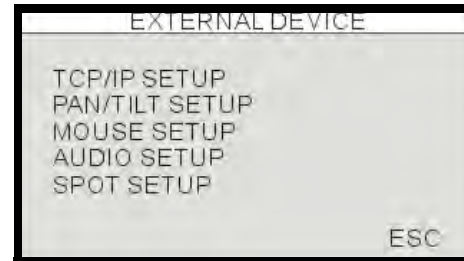 EXTERNAL DEVICE
TCP/IP SETUP
PAN/TILT SETUP
MOUSE SETUP
AUDIO SETUP
SPOT SETUP
ESC